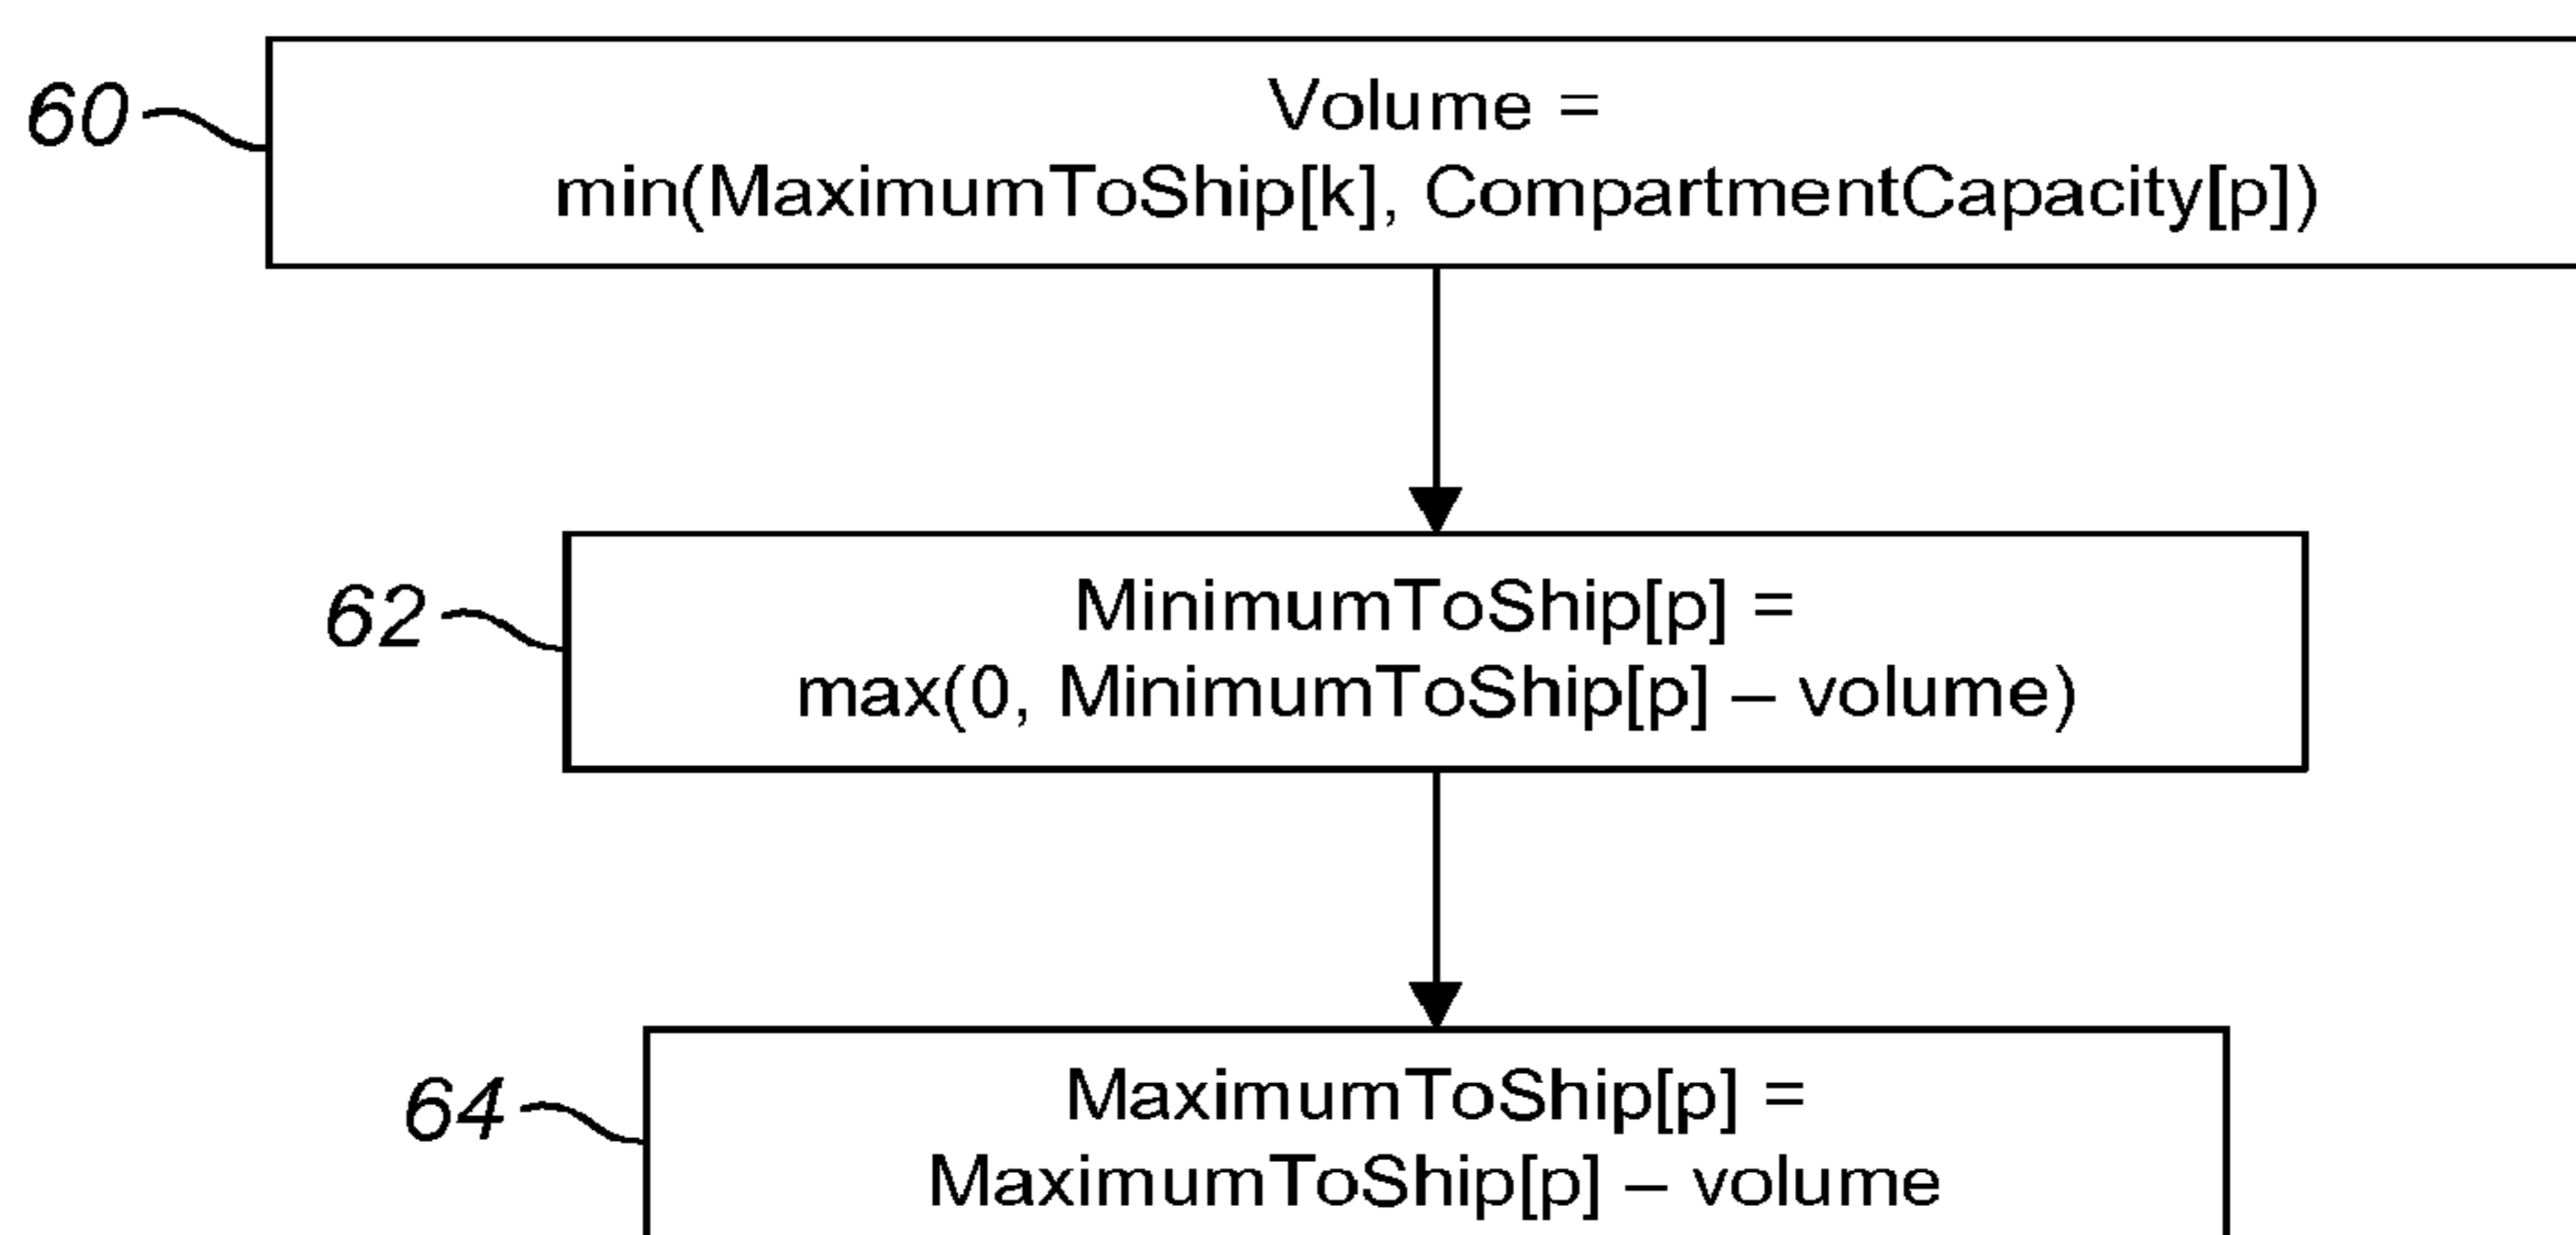 60
Volume =
min(MaximumToShip[k], CompartmentCapacity[p])
62
MinimumToShip[p] =
max(0, MinimumToShip[p] – volume)
64
MaximumToShip[p] =
MaximumToShip[p] – volume